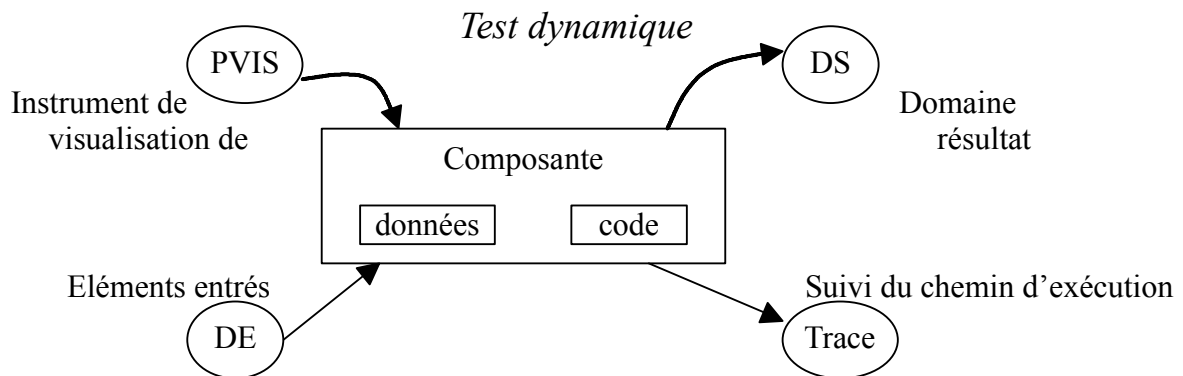 Test dynamique
PVIS
DS
Instrument de
visualisation de
Domaine
résultat
Composante
données
code
Eléments entrés
Suivi du chemin d’exécution
DE
Trace